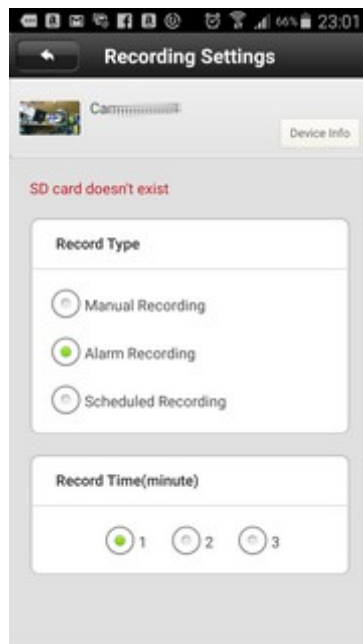 66% 23:01
Recording Settings
Device Info
SD card doesn't exist
Record Type
Manual Recording
Alarm Recording
Scheduled Recording
Record Time(minute)
1 2 3